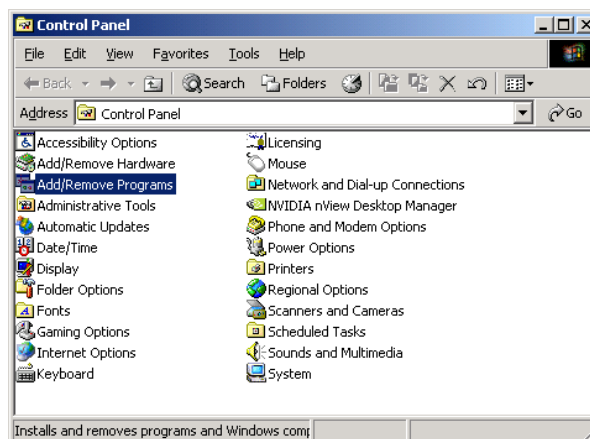 Control Panel
File Edit View Favorites Tools Help
Back Search Folders
Address Control Panel Go
Accessibility Options
Add/Remove Hardware
Add/Remove Programs
Administrative Tools
Automatic Updates
Date/Time
Display
Folder Options
Fonts
Gaming Options
Internet Options
Keyboard
Licensing
Mouse
Network and Dial-up Connections
NVIDIA nView Desktop Manager
Phone and Modem Options
Power Options
Printers
Regional Options
Scanners and Cameras
Scheduled Tasks
Sounds and Multimedia
System
Installs and removes programs and Windows